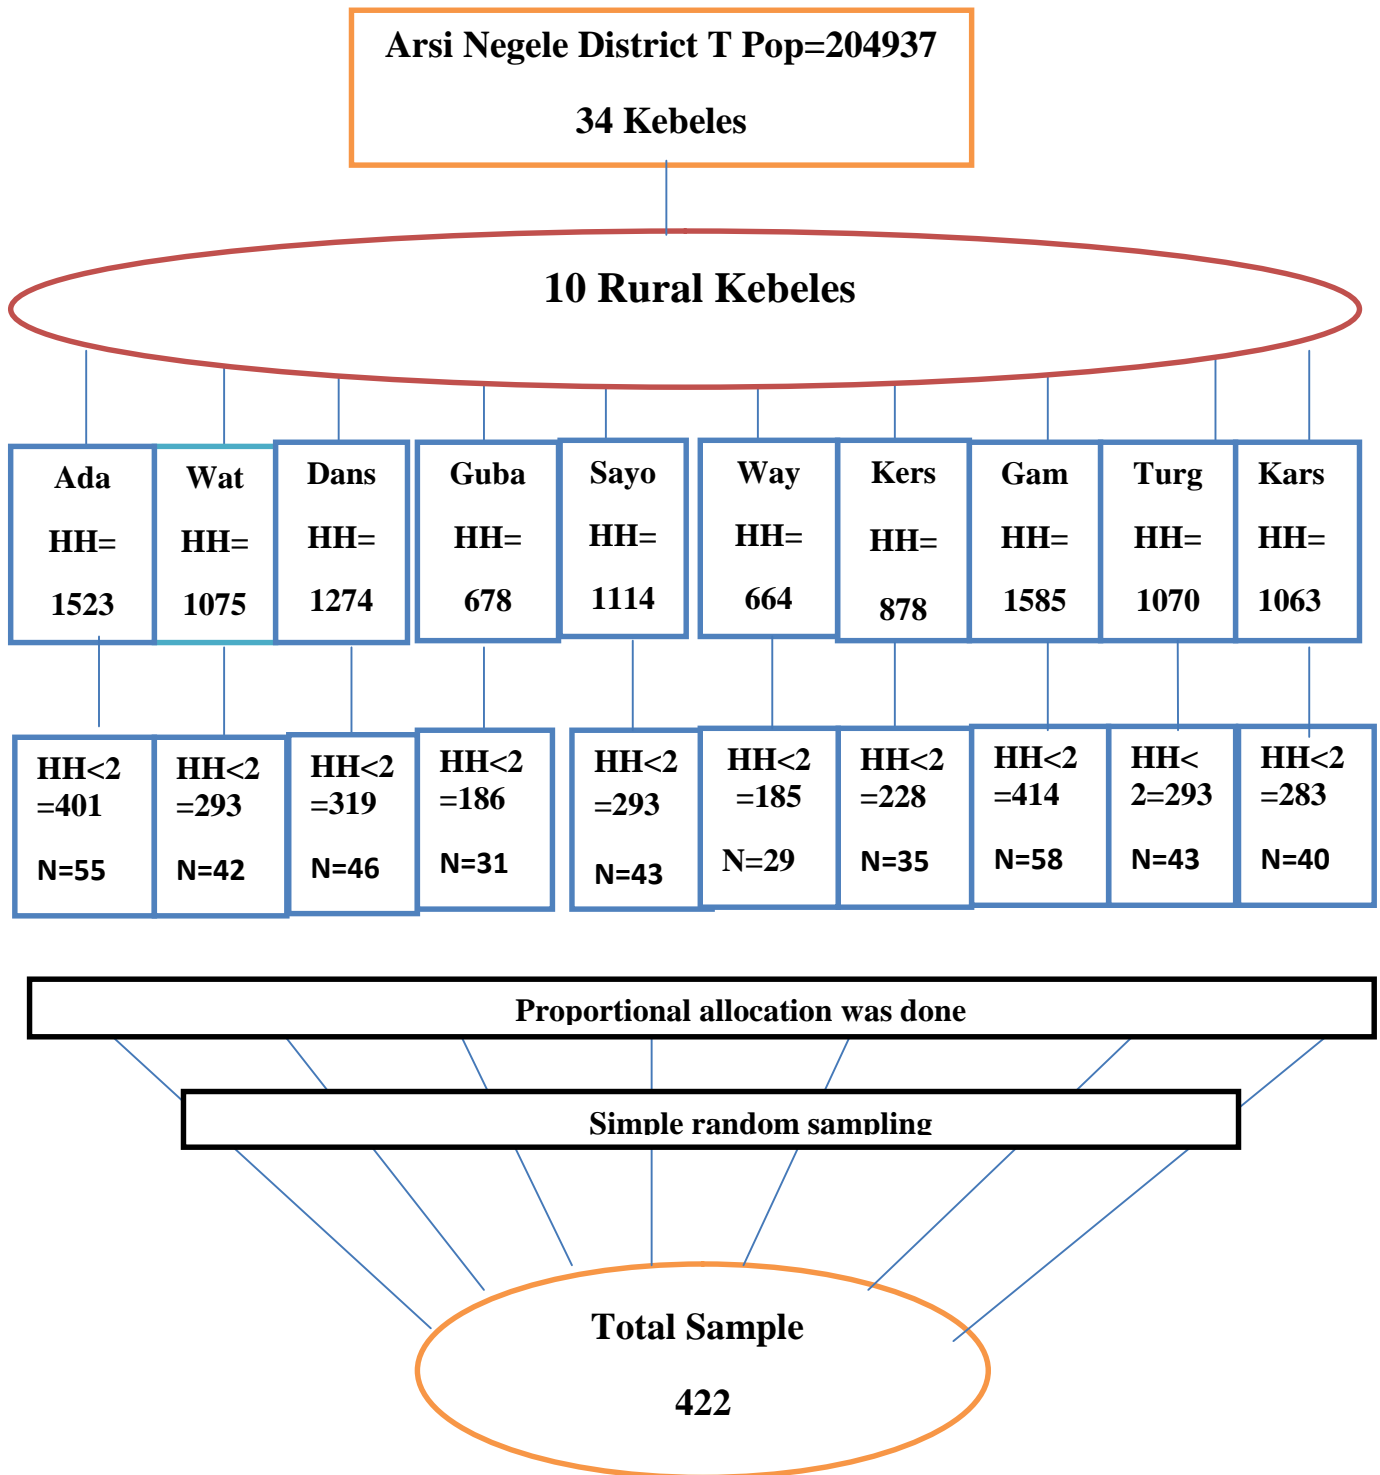 Arsi Negele District T Pop=204937
34 Kebeles
10 Rural Kebeles
Ada
HH=
1523
Wat
HH=
1075
Dans
HH=
1274
Guba
HH=
678
Sayo
HH=
1114
Way
HH=
664
Kers
HH=
878
Gam
HH=
1585
Turg
HH=
1070
Kars
HH=
1063
HH<2
=401
N=55
HH<2
=293
N=42
HH<2
=319
N=46
HH<2
=186
N=31
HH<2
=293
N=43
HH<2
=185
N=29
HH<2
=228
N=35
HH<2
=414
N=58
HH<
2=293
N=43
HH<2
=283
N=40
Proportional allocation was done
Simple random sampling
Total Sample
422